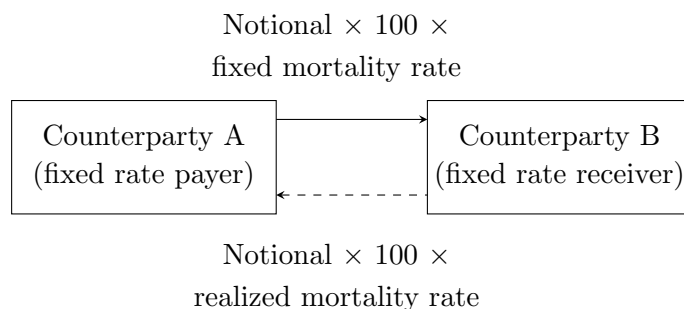 Notional × 100 ×
fixed mortality rate
Counterparty A
(fixed rate payer)
Counterparty B
(fixed rate receiver)
Notional × 100 ×
realized mortality rate